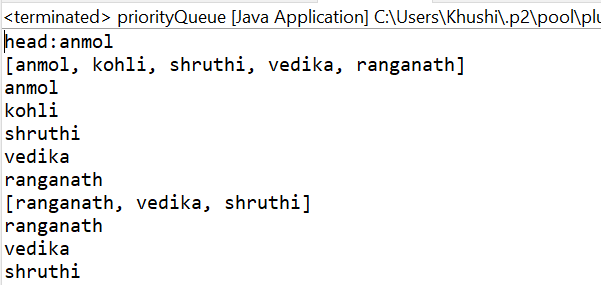 <terminated> priorityQueue [Java Application] C:\Users\Khushi\.p2\pool\plu
head:anmol
[anmol, kohli, shruthi, vedika, ranganath]
anmol
kohli
shruthi
vedika
ranganath
[ranganath, vedika, shruthi]
ranganath
vedika
shruthi